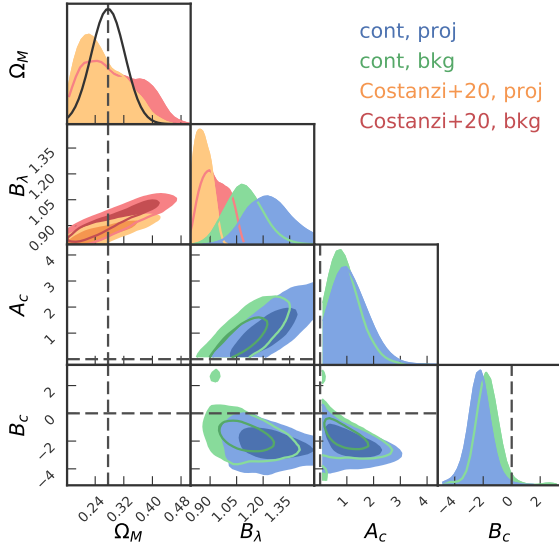 cont, proj
cont, bkg
Costanzi+20, proj
Costanzi+20, bkg
Ω_M
B_λ
1.35
1.20
1.05
0.90
A_c
4
3
2
1
B_c
2
0
-2
-4
0.24 0.32 0.40 0.48
0.90 1.05 1.20 1.35
1 2 3 4
−4 −2 0 2
Ω_M B_λ A_c B_c